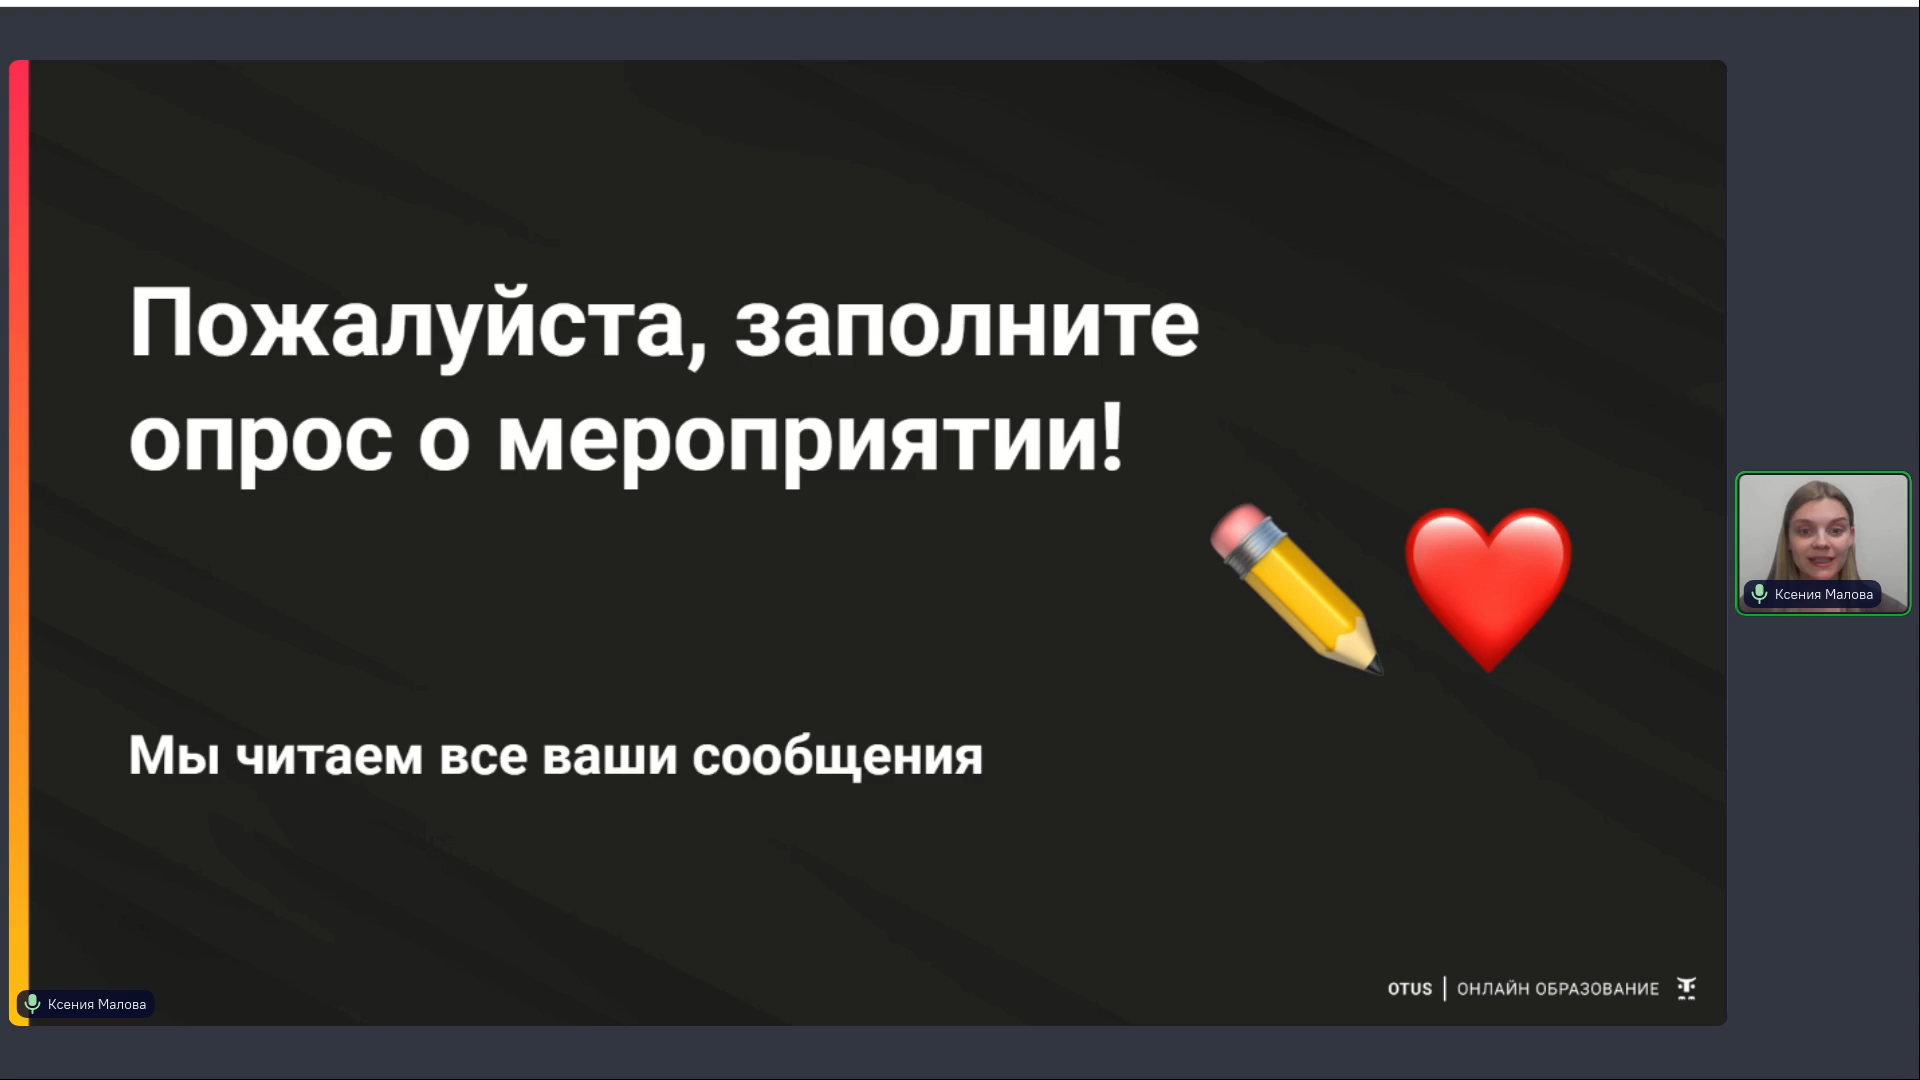 Пожалуйста, заполните
опрос о мероприятии!
Мы читаем все ваши сообщения
Ксения Малова
OTUS | ОНЛАЙН ОБРАЗОВАНИЕ
Ксения Малова